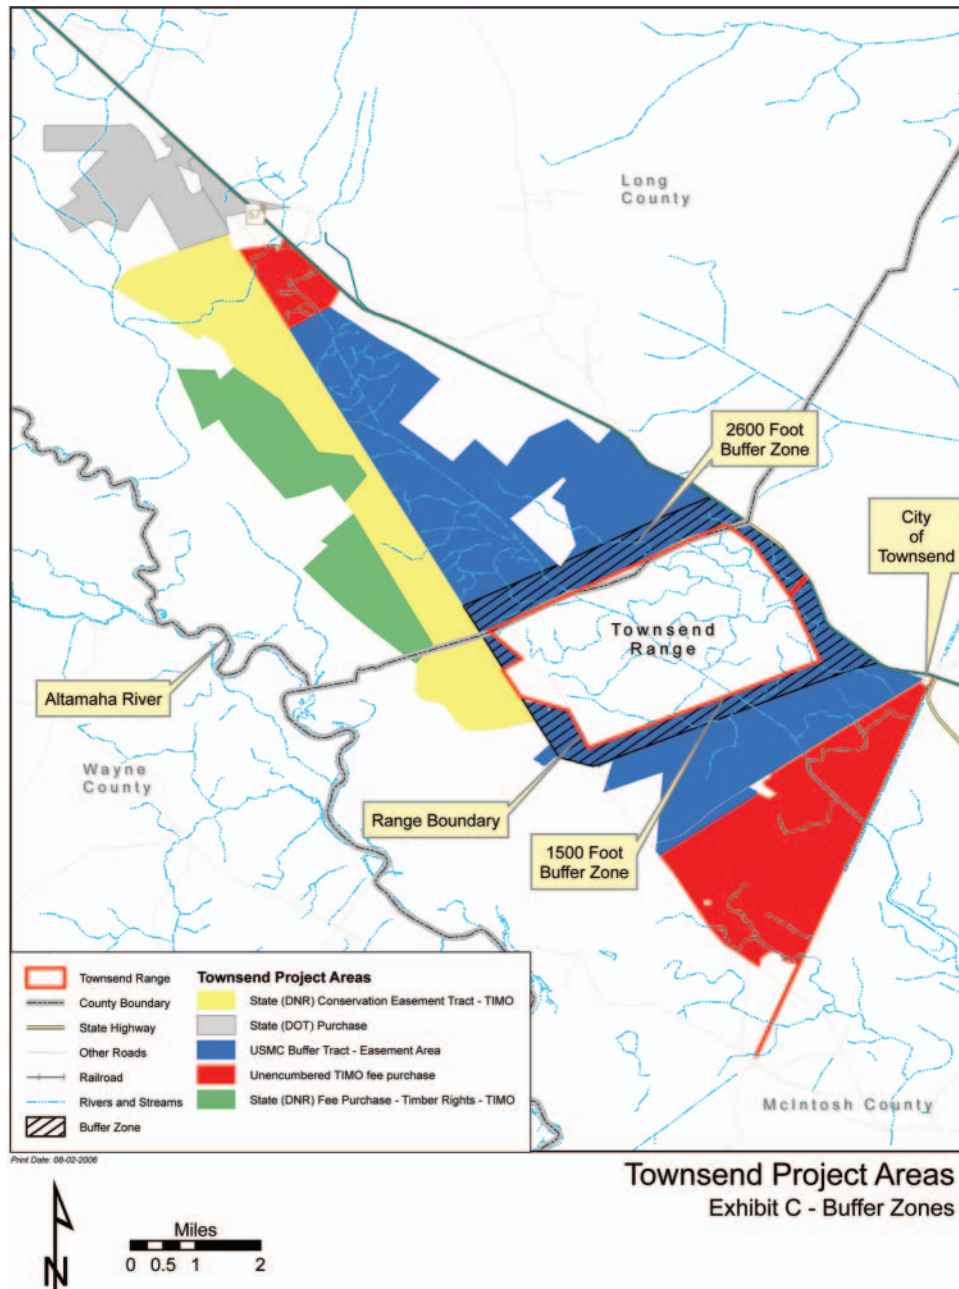 Long
County
57
2600 Foot
Buffer Zone
City
of
Townsend
Townsend
Range
Altamaha River
Wayne
County
Range Boundary
1500 Foot
Buffer Zone
Townsend Range
County Boundary
State Highway
Other Roads
Railroad
Rivers and Streams
Buffer Zone
Townsend Project Areas
State (DNR) Conservation Easement Tract - TIMO
State (DOT) Purchase
USMC Buffer Tract - Easement Area
Unencumbered TIMO fee purchase
State (DNR) Fee Purchase - Timber Rights - TIMO
McIntosh County
Print Date: 08-02-2006
Townsend Project Areas
Exhibit C - Buffer Zones
N
Miles
0 0.5 1 2